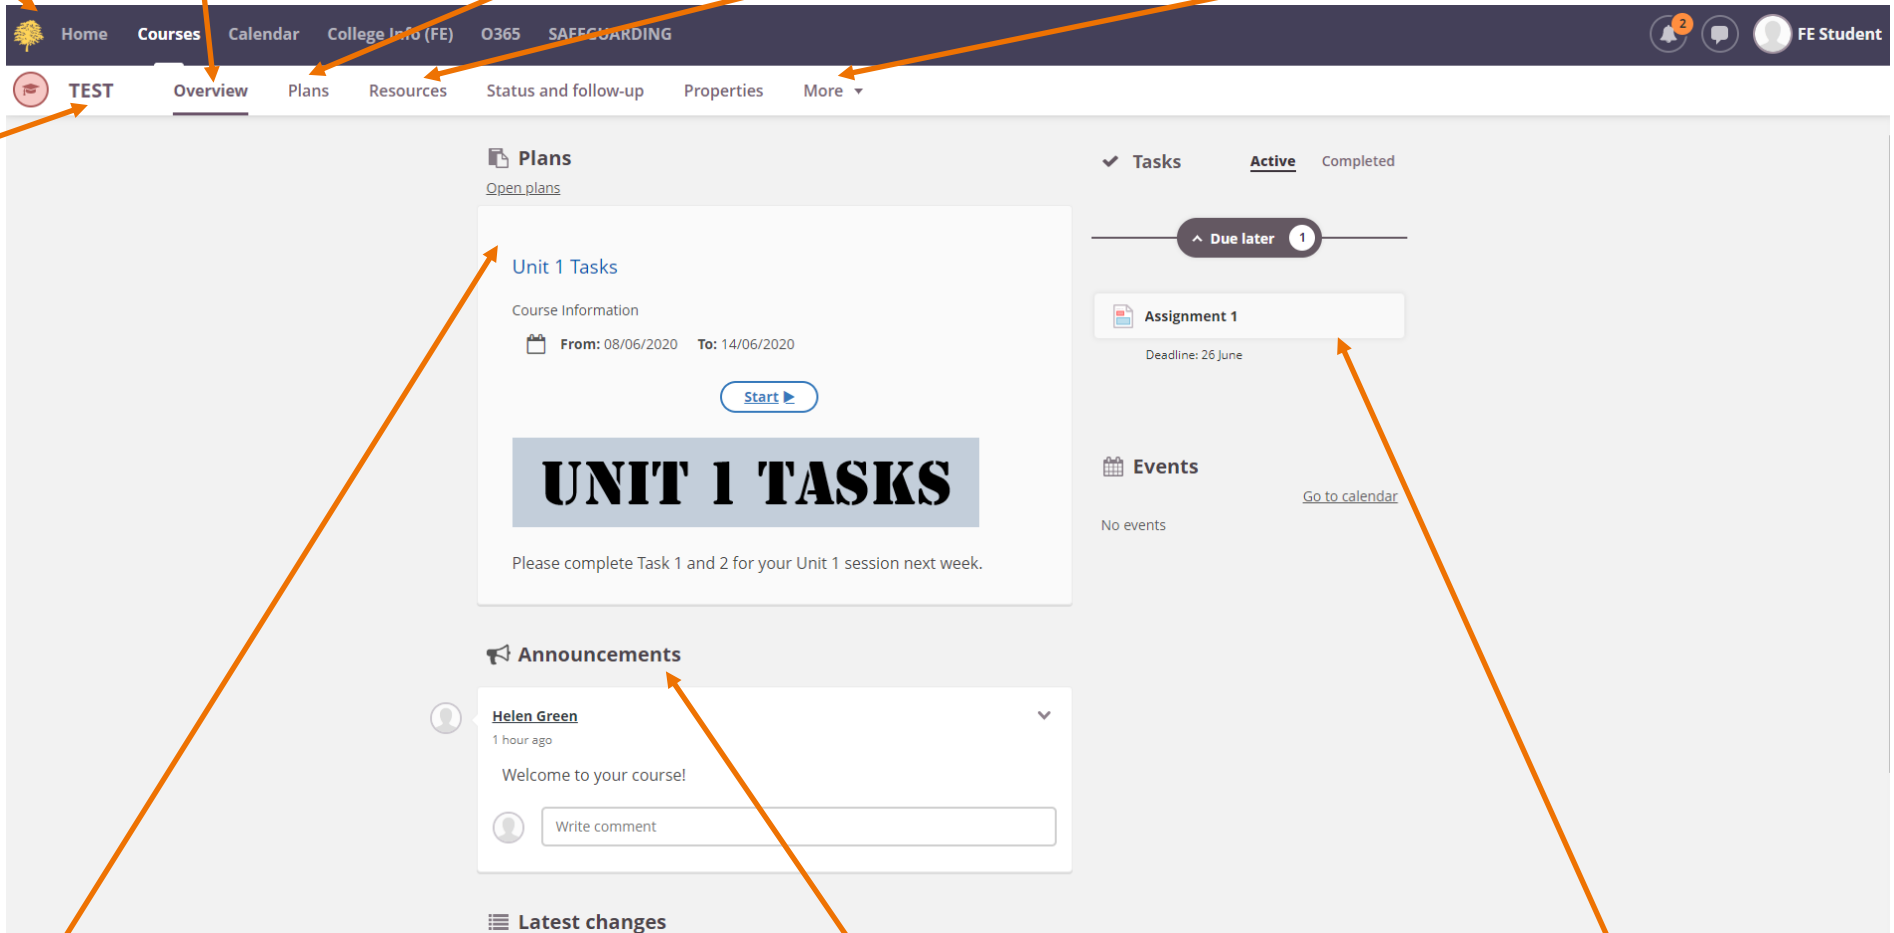 Home Courses Calendar College Info (FE) O365 SAFEGUARDING 2 FE Student
TEST Overview Plans Resources Status and follow-up Properties More
Plans
Open plans
Unit 1 Tasks
Course Information
From: 08/06/2020 To: 14/06/2020
Start
UNIT 1 TASKS
Please complete Task 1 and 2 for your Unit 1 session next week.
Announcements
Helen Green
1 hour ago
Welcome to your course!
Write comment
Latest changes
Tasks Active Completed
Due later 1
Assignment 1
Deadline: 26 June
Events
Go to calendar
No events